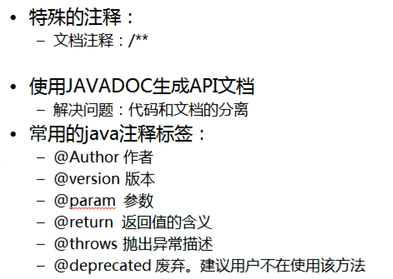 • 特殊的注释：
– 文档注释：/**
• 使用JAVADOC生成API文档
– 解决问题：代码和文档的分离
• 常用的java注释标签：
– @Author 作者
– @version 版本
– @param 参数
– @return 返回值的含义
– @throws 抛出异常描述
– @deprecated 废弃。建议用户不在使用该方法